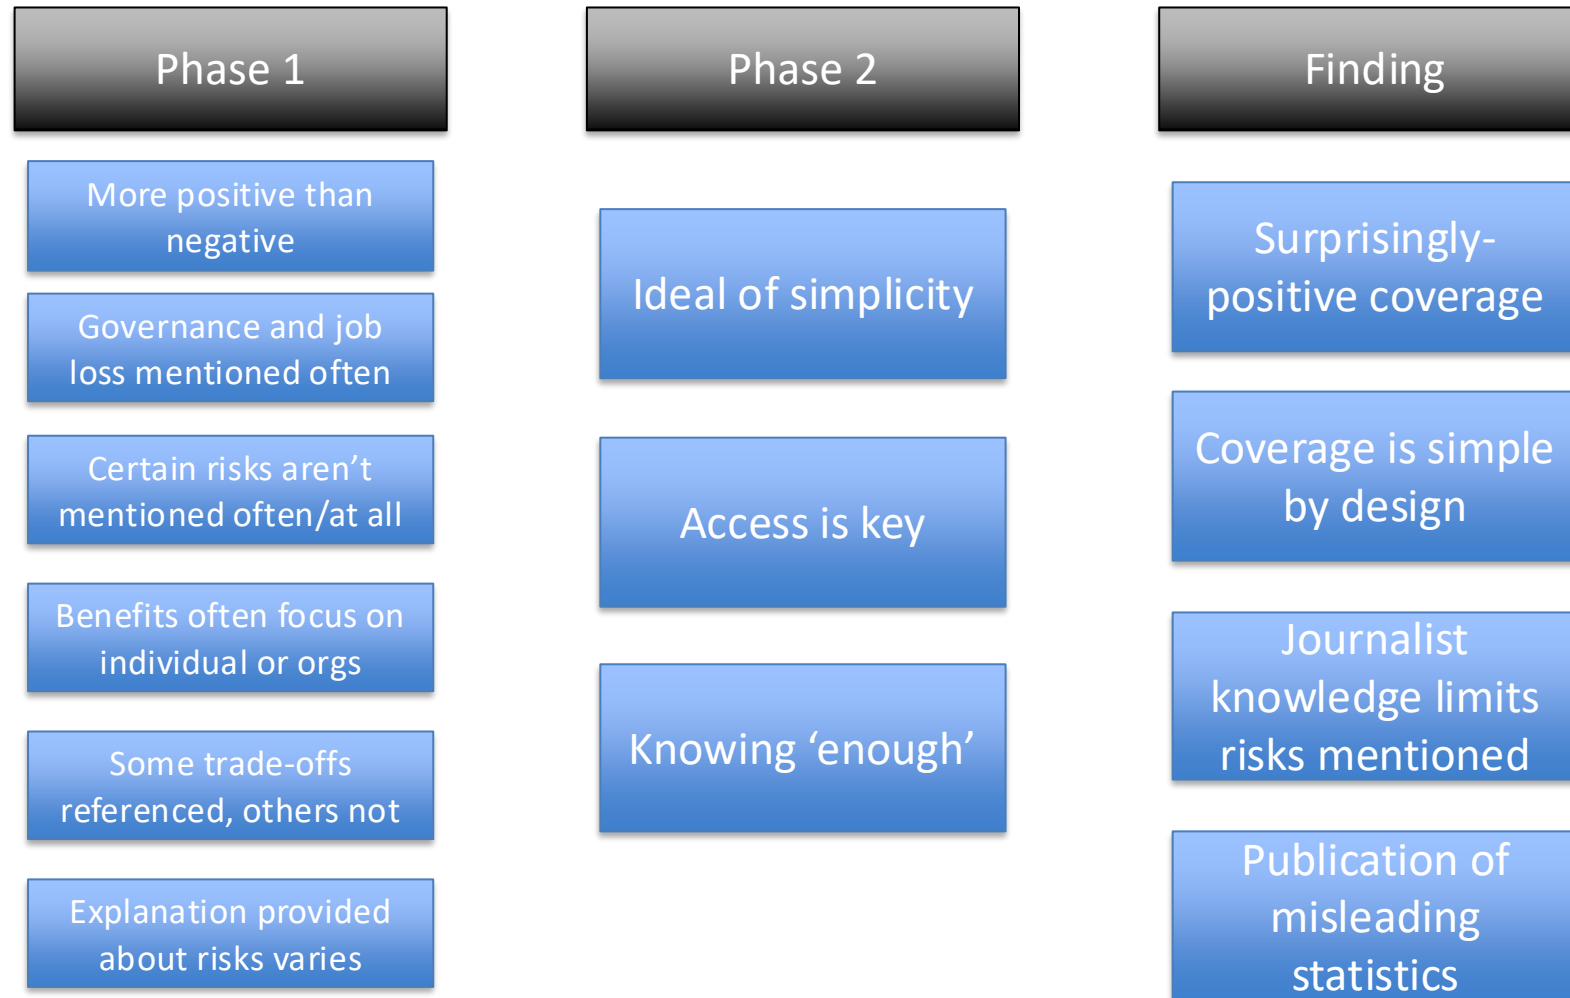 Phase 1
More positive than
negative
Governance and job
loss mentioned often
Certain risks aren’t
mentioned often/at all
Benefits often focus on
individual or orgs
Some trade-offs
referenced, others not
Explanation provided
about risks varies
Phase 2
Ideal of simplicity
Access is key
Knowing ‘enough’
Finding
Surprisingly-
positive coverage
Coverage is simple
by design
Journalist
knowledge limits
risks mentioned
Publication of
misleading
statistics